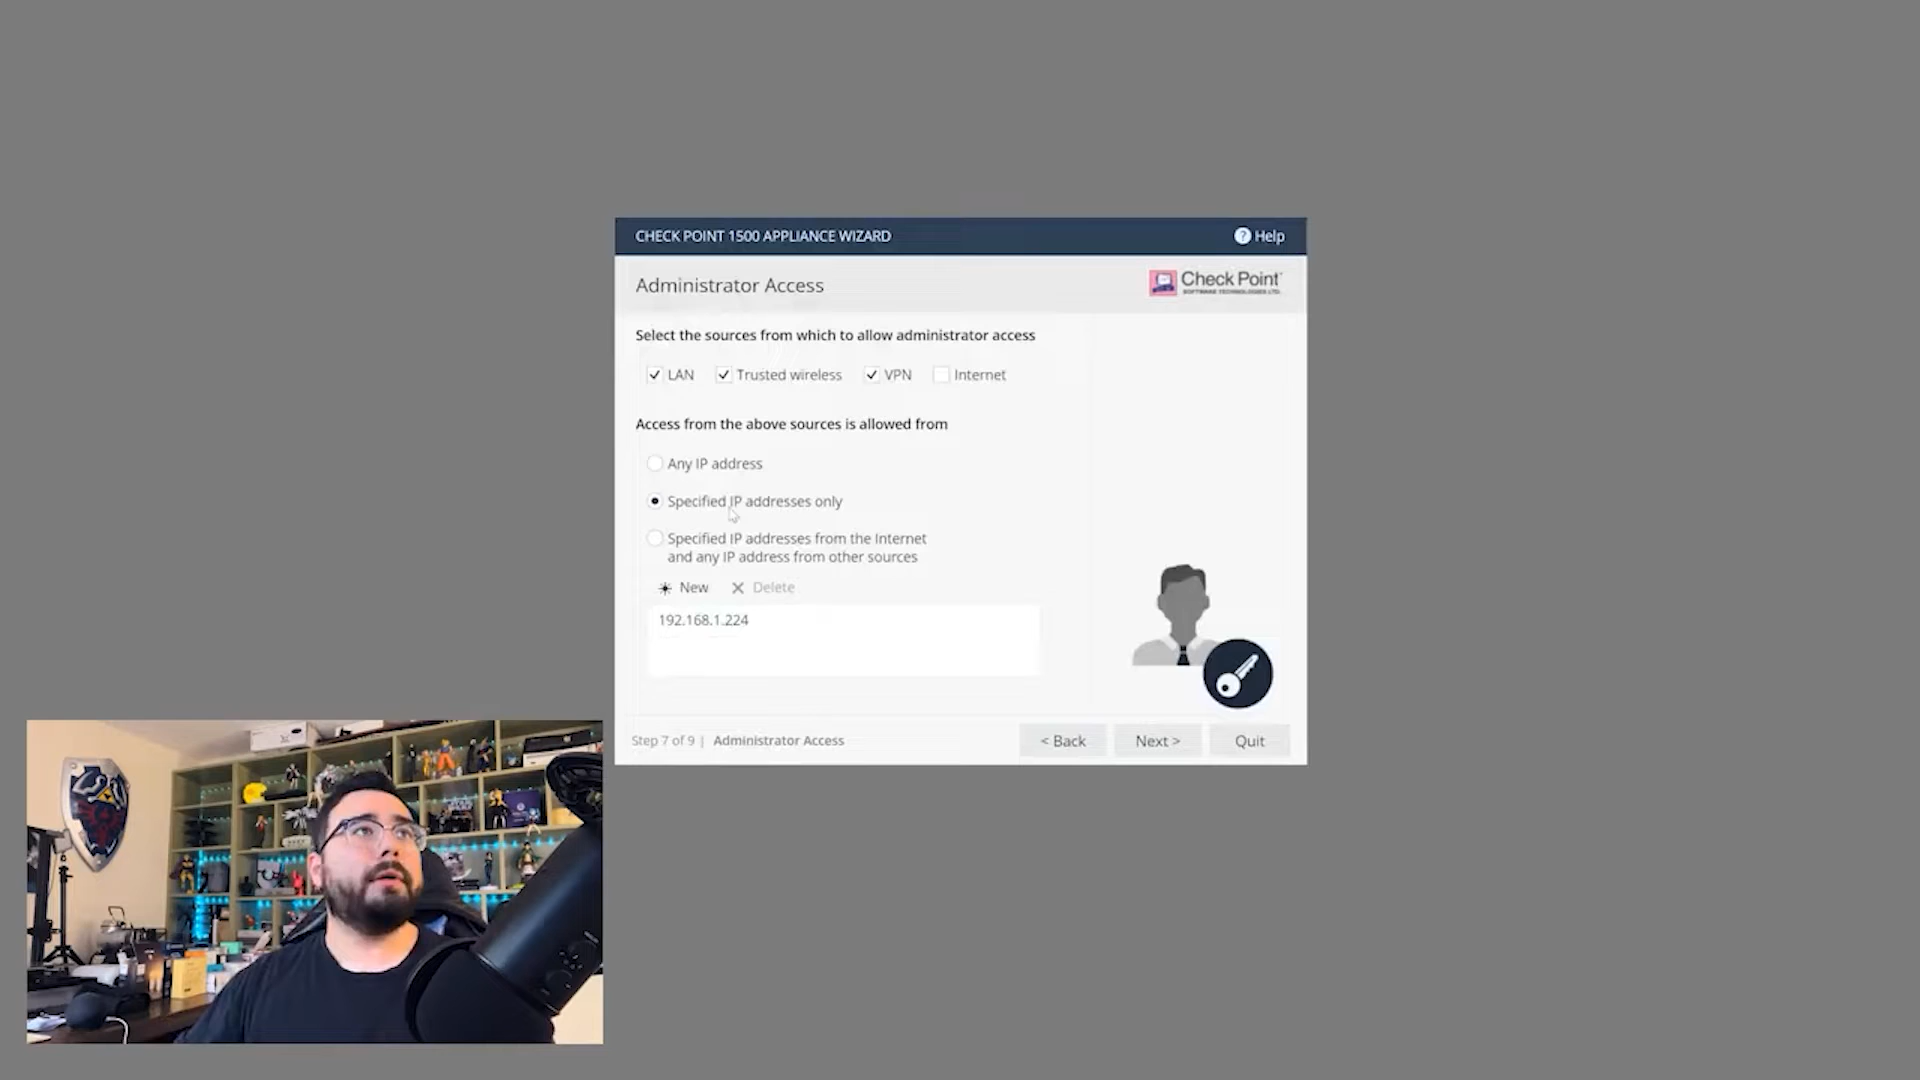 CHECK POINT 1500 APPLIANCE WIZARD
? Help
Administrator Access
Check Point
SOFTWARE TECHNOLOGIES LTD.
Select the sources from which to allow administrator access
LAN Trusted wireless VPN Internet
Access from the above sources is allowed from
Any IP address
Specified IP addresses only
Specified IP addresses from the Internet
and any IP address from other sources
New Delete
192.168.1.224
Step 7 of 9 | Administrator Access
< Back Next > Quit